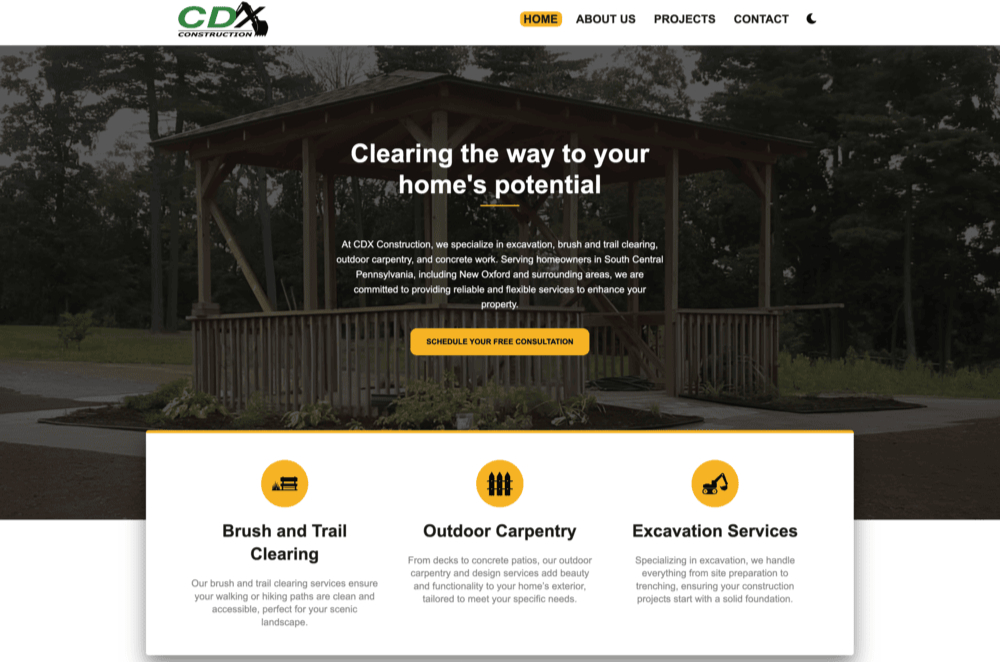 CDX
CONSTRUCTION
HOME ABOUT US PROJECTS CONTACT
Clearing the way to your
home's potential
At CDX Construction, we specialize in excavation, brush and trail clearing,
outdoor carpentry, and concrete work. Serving homeowners in South Central
Pennsylvania, including New Oxford and surrounding areas, we are
committed to providing reliable and flexible services to enhance your
property.
SCHEDULE YOUR FREE CONSULTATION
Brush and Trail
Clearing
Our brush and trail clearing services ensure
your walking or hiking paths are clean and
accessible, perfect for your scenic
landscape.
Outdoor Carpentry
From decks to concrete patios, our outdoor
carpentry and design services add beauty
and functionality to your home's exterior,
tailored to meet your specific needs.
Excavation Services
Specializing in excavation, we handle
everything from site preparation to
trenching, ensuring your construction
projects start with a solid foundation.